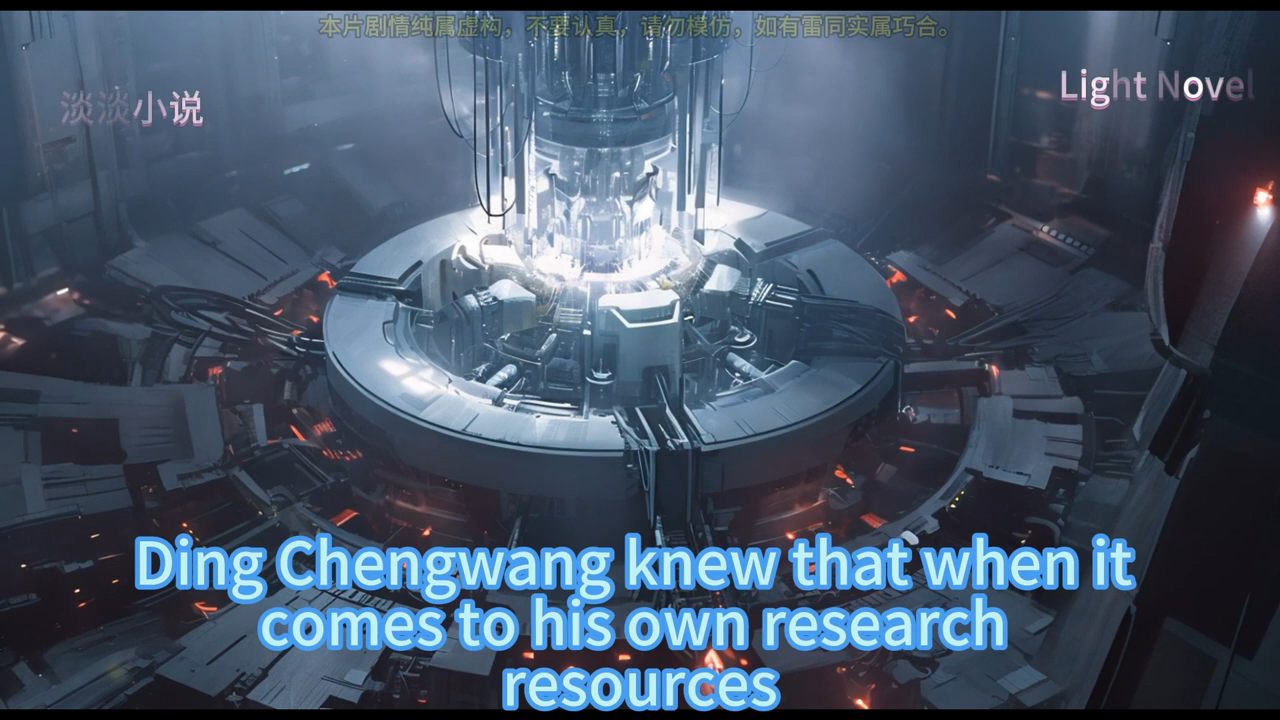 本片剧情纯属虚构，不要认真，请勿模仿，如有雷同实属巧合。
淡淡小说
Light Novel
Ding Chengwang knew that when it
comes to his own research
resources